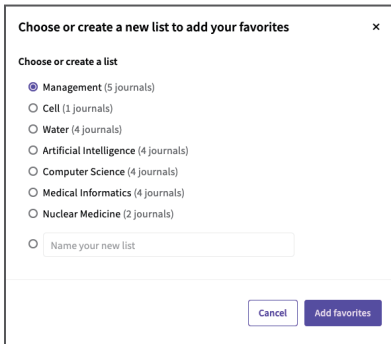 Choose or create a new list to add your favorites ×
Choose or create a list
Management (5 journals)
Cell (1 journals)
Water (4 journals)
Artificial Intelligence (4 journals)
Computer Science (4 journals)
Medical Informatics (4 journals)
Nuclear Medicine (2 journals)
Name your new list
Cancel Add favorites